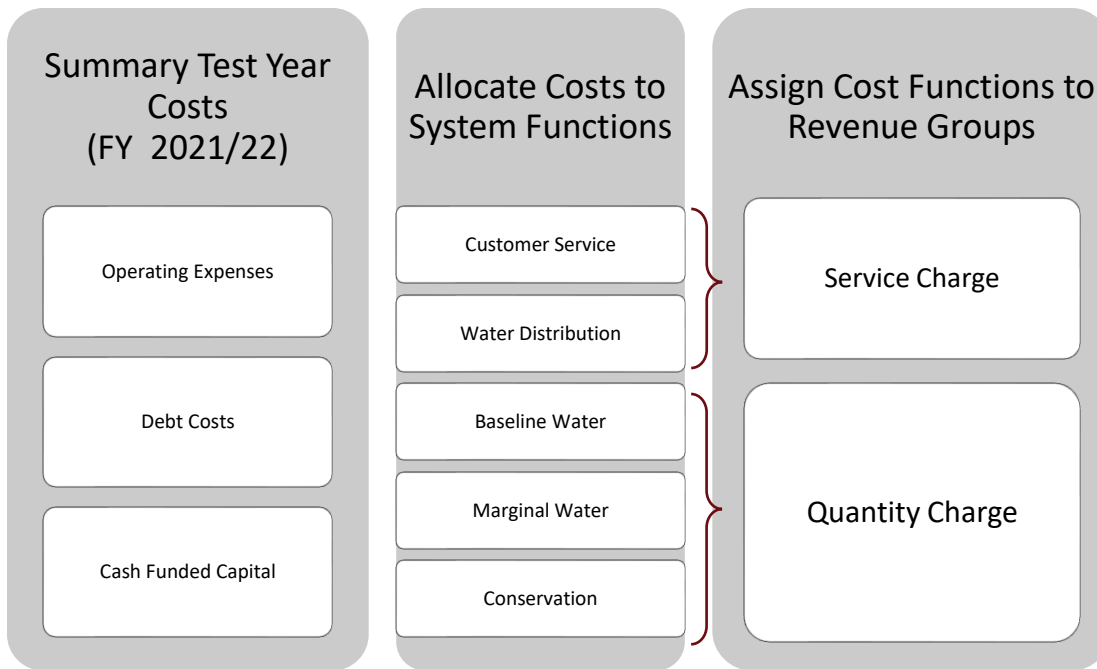 Summary Test Year
Costs
(FY 2021/22)
Operating Expenses
Debt Costs
Cash Funded Capital
Allocate Costs to
System Functions
Customer Service
Water Distribution
Baseline Water
Marginal Water
Conservation
Assign Cost Functions to
Revenue Groups
Service Charge
Quantity Charge